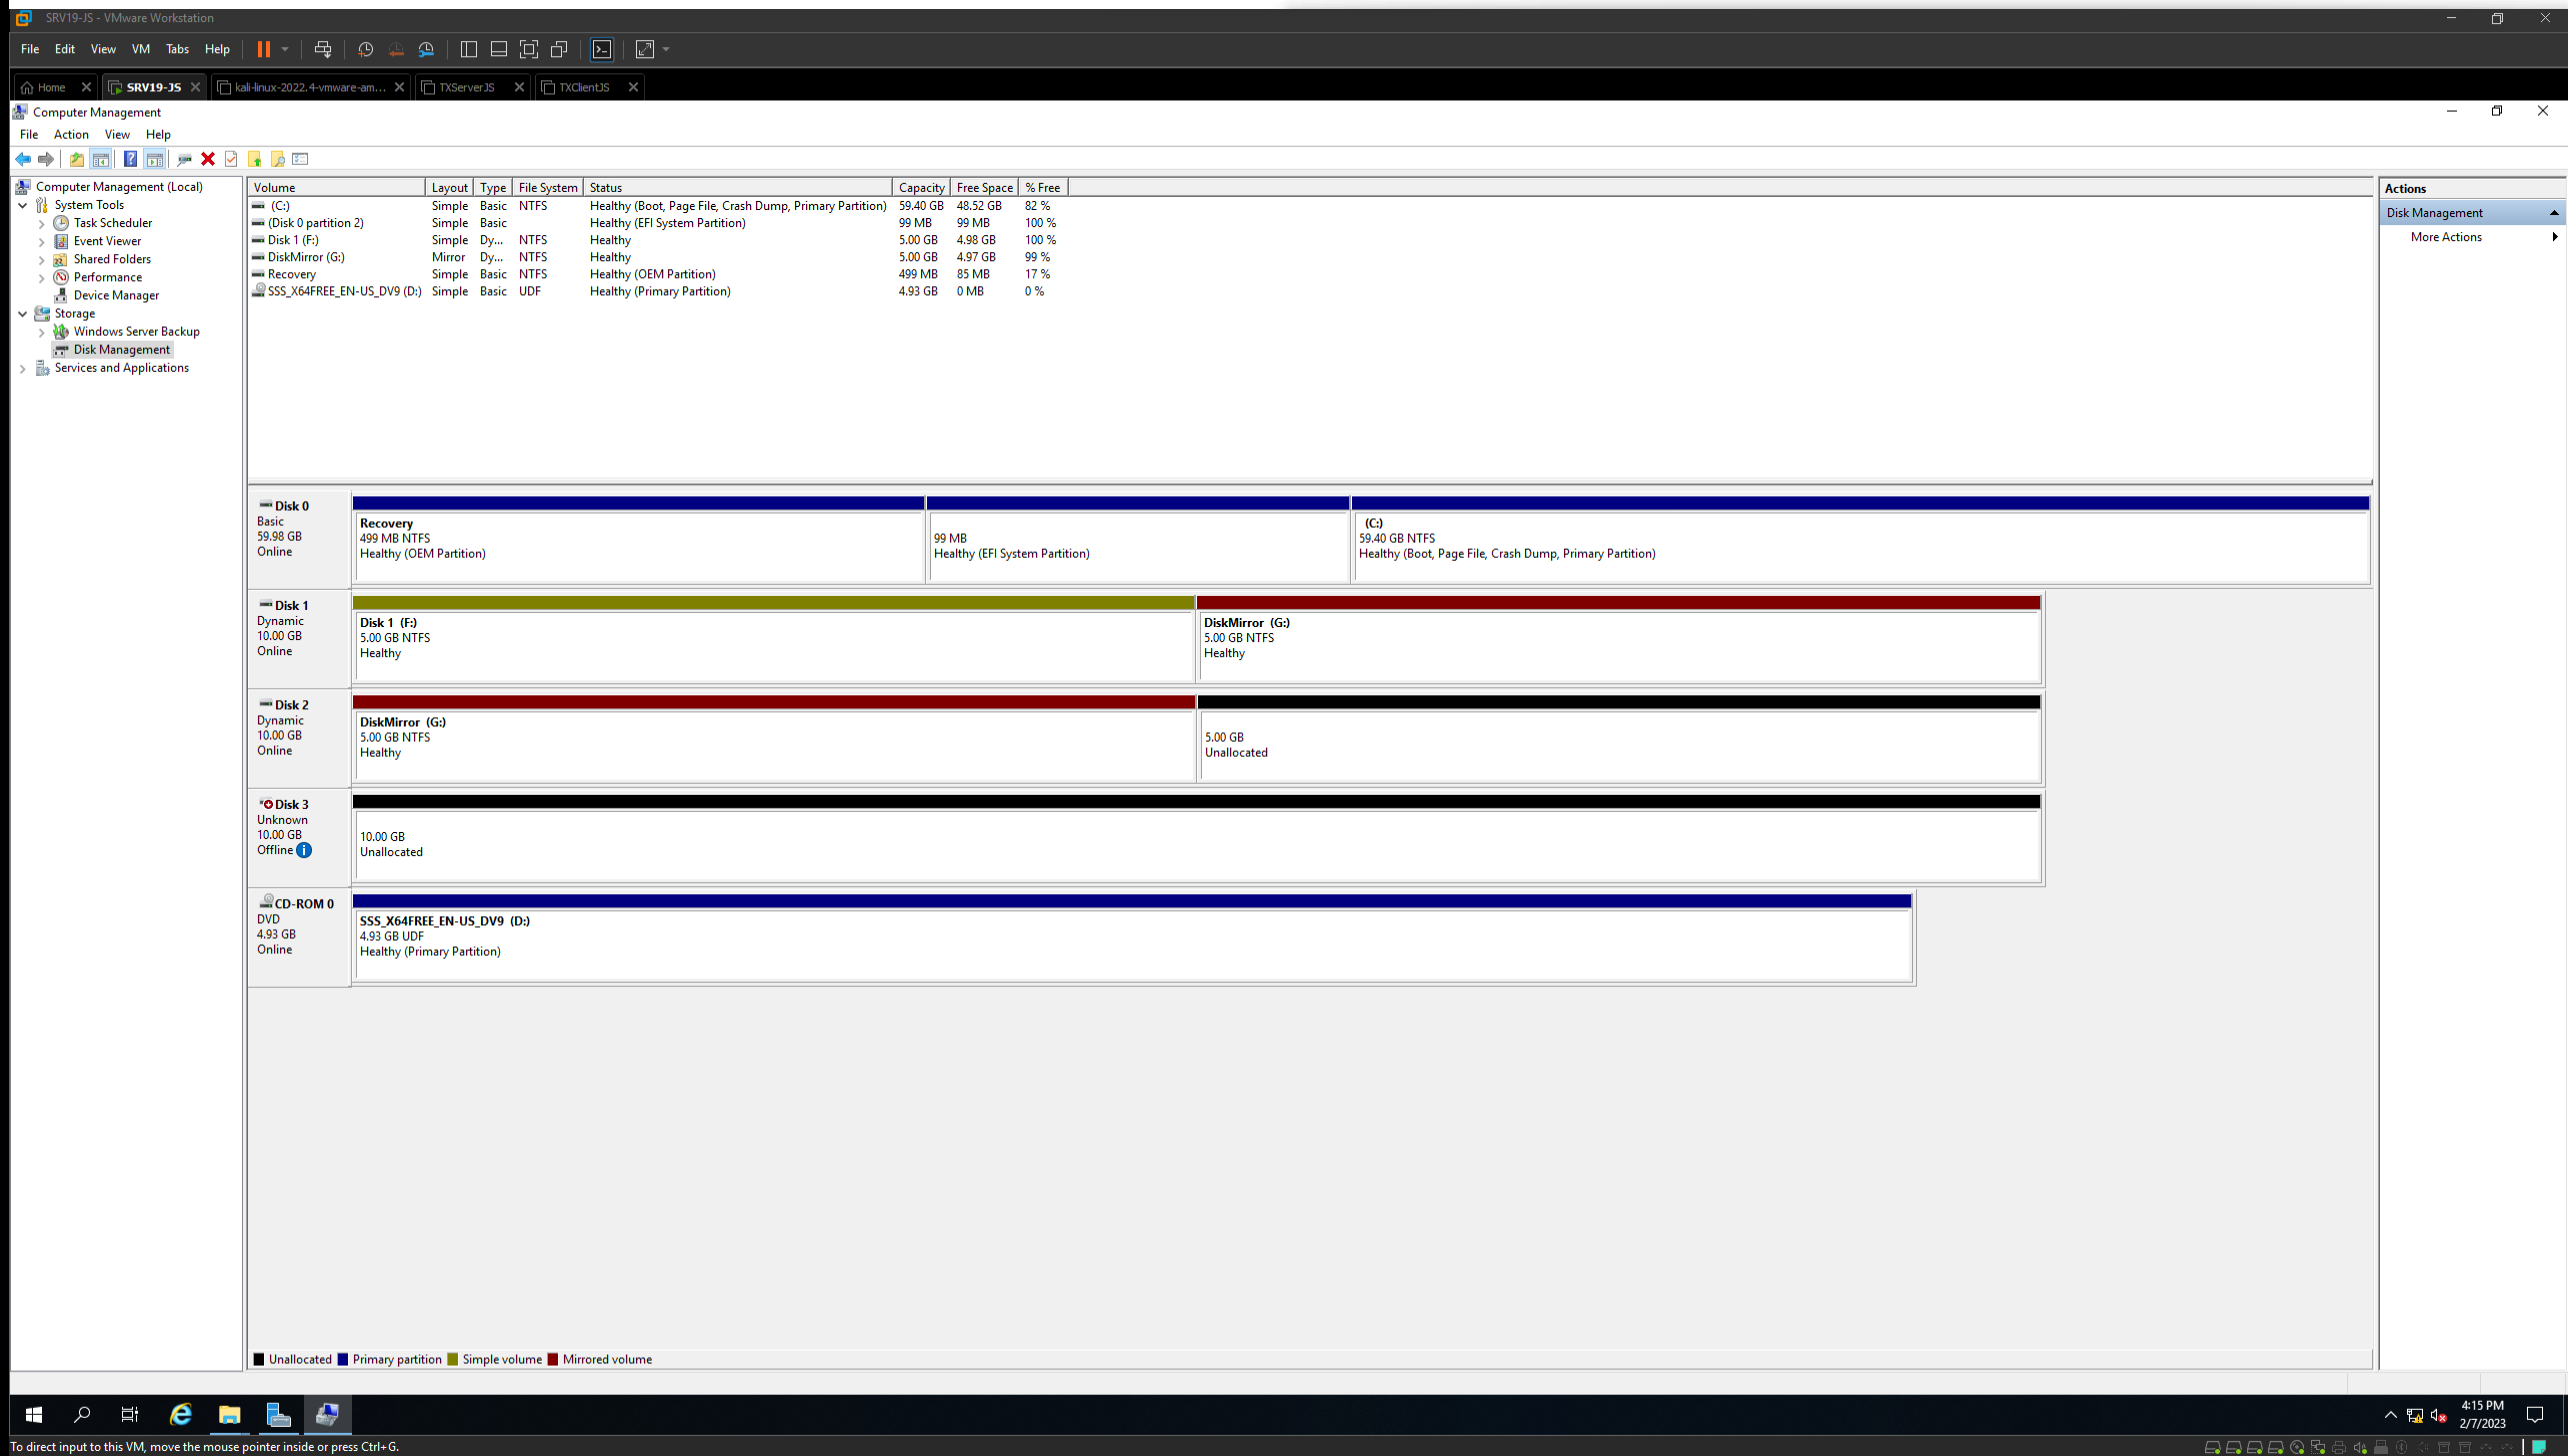 SRV19-JS - VMware Workstation
File Edit View VM Tabs Help
Home SRV19-JS kali-linux-2022.4-vmware-am... TXServerJS TXClientJS
Computer Management
File Action View Help
Computer Management (Local)
System Tools
Task Scheduler
Event Viewer
Shared Folders
Performance
Device Manager
Storage
Windows Server Backup
Disk Management
Services and Applications
Volume Layout Type File System Status Capacity Free Space % Free
(C:) Simple Basic NTFS Healthy (Boot, Page File, Crash Dump, Primary Partition) 59.40 GB 48.52 GB 82 %
(Disk 0 partition 2) Simple Basic Healthy (EFI System Partition) 99 MB 99 MB 100 %
Disk 1 (F:) Simple Dy... NTFS Healthy 5.00 GB 4.98 GB 100 %
DiskMirror (G:) Mirror Dy... NTFS Healthy 5.00 GB 4.97 GB 99 %
Recovery Simple Basic NTFS Healthy (OEM Partition) 499 MB 85 MB 17 %
SSS_X64FREE_EN-US_DV9 (D:) Simple Basic UDF Healthy (Primary Partition) 4.93 GB 0 MB 0 %
Actions
Disk Management
More Actions
Disk 0
Basic
59.98 GB
Online
Recovery
499 MB NTFS
Healthy (OEM Partition)
99 MB
Healthy (EFI System Partition)
(C:)
59.40 GB NTFS
Healthy (Boot, Page File, Crash Dump, Primary Partition)
Disk 1
Dynamic
10.00 GB
Online
Disk 1 (F:)
5.00 GB NTFS
Healthy
DiskMirror (G:)
5.00 GB NTFS
Healthy
Disk 2
Dynamic
10.00 GB
Online
DiskMirror (G:)
5.00 GB NTFS
Healthy
5.00 GB
Unallocated
Disk 3
Unknown
10.00 GB
Offline
10.00 GB
Unallocated
CD-ROM 0
DVD
4.93 GB
Online
SSS_X64FREE_EN-US_DV9 (D:)
4.93 GB UDF
Healthy (Primary Partition)
Unallocated Primary partition Simple volume Mirrored volume
4:15 PM
2/7/2023
To direct input to this VM, move the mouse pointer inside or press Ctrl+G.